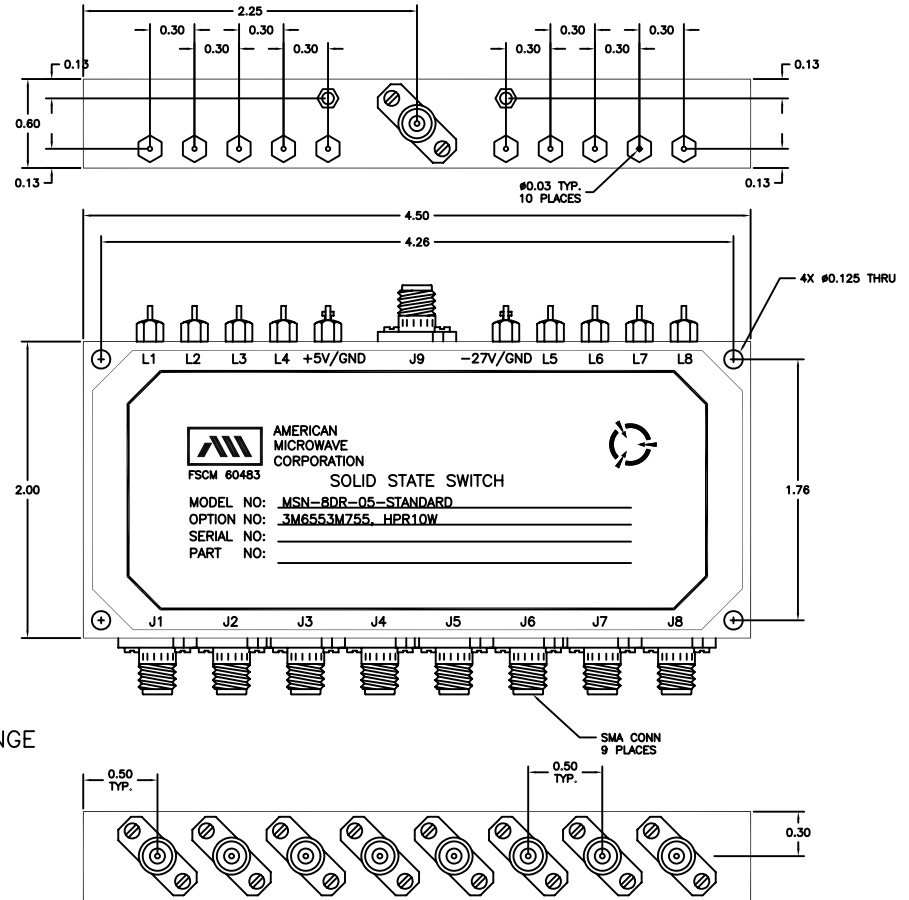 2.25
0.30 0.30 0.30 0.30
0.30 0.30 0.30 0.30
0.13 0.13
0.60
0.13 0.13
ø0.03 TYP.
10 PLACES
4.50
4.26
4X ø0.125 THRU
L1 L2 L3 L4 +5V/GND J9 -27V/GND L5 L6 L7 L8
AMERICAN
MICROWAVE
CORPORATION
FSCM 60483
SOLID STATE SWITCH
2.00
1.76
MODEL NO: MSN-8DR-05-STANDARD
OPTION NO: 3M6553M755, HPR10W
SERIAL NO:
PART NO:
J1 J2 J3 J4 J5 J6 J7 J8
NGE
SMA CONN
9 PLACES
0.50
TYP.
0.50
TYP.
0.30